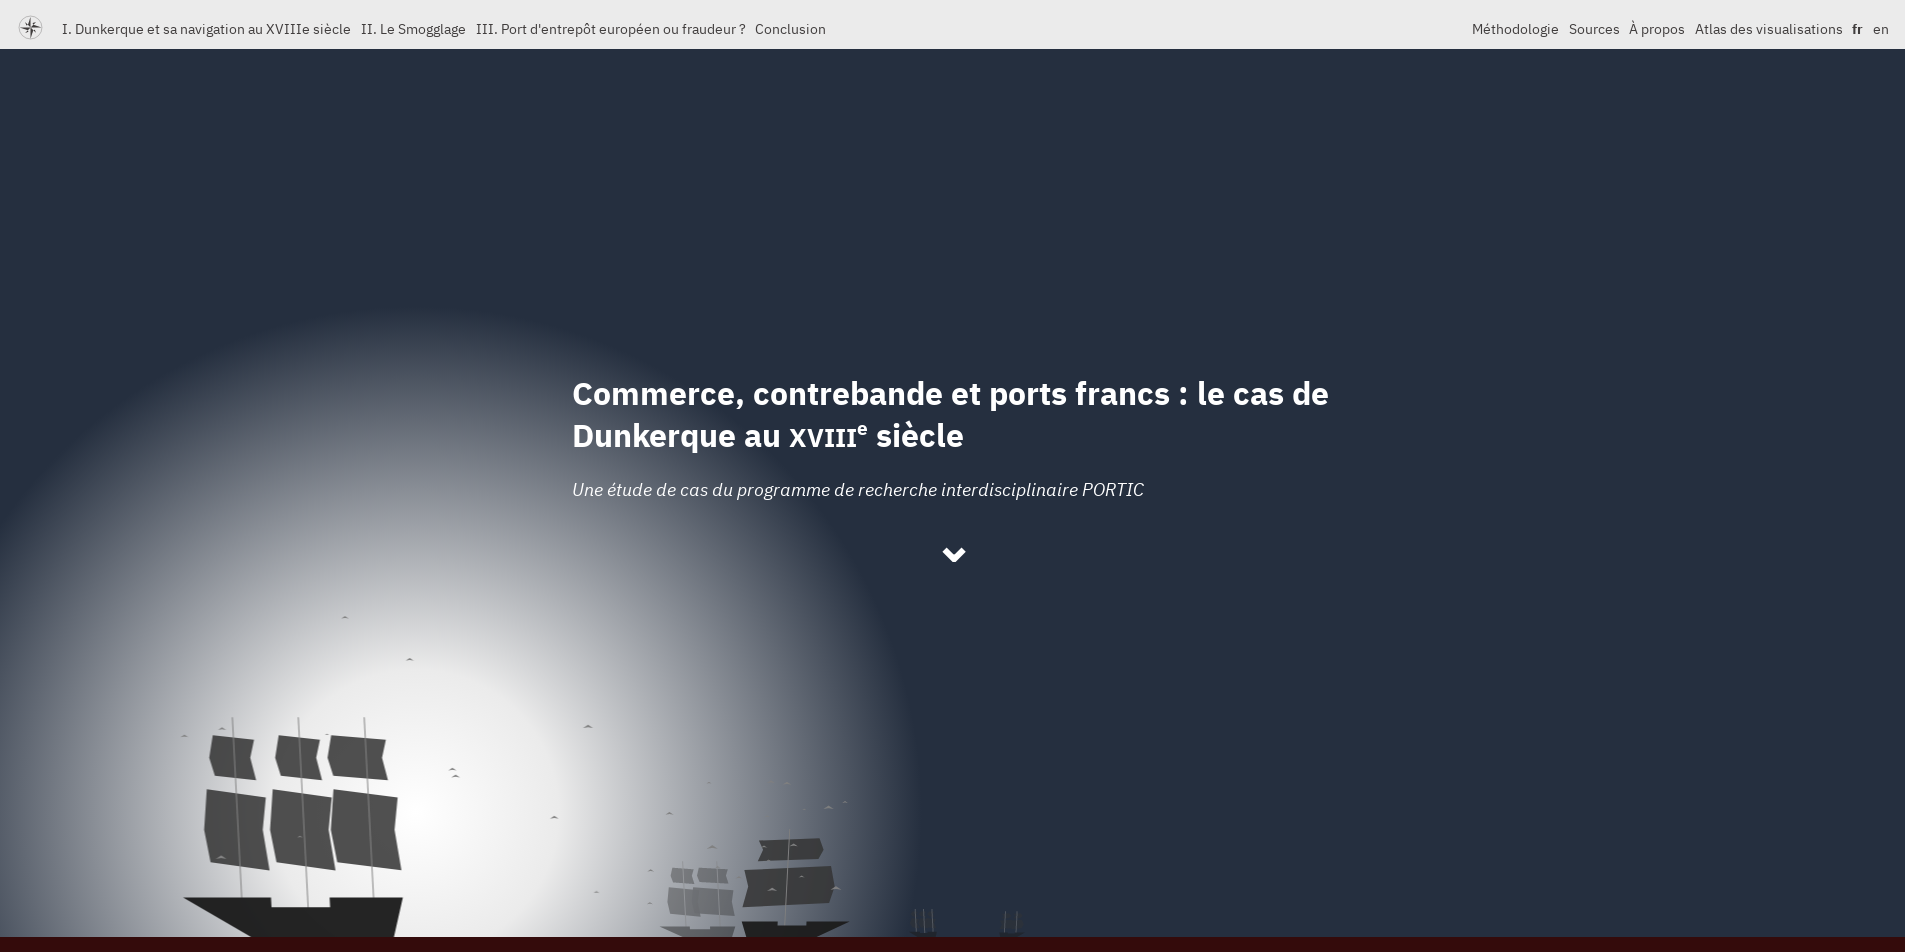 I. Dunkerque et sa navigation au XVIIIe siècle II. Le Smogglage III. Port d'entrepôt européen ou fraudeur ? Conclusion Méthodologie Sources À propos Atlas des visualisations fr en
Commerce, contrebande et ports francs : le cas de
Dunkerque au XVIIIe siècle
Une étude de cas du programme de recherche interdisciplinaire PORTIC